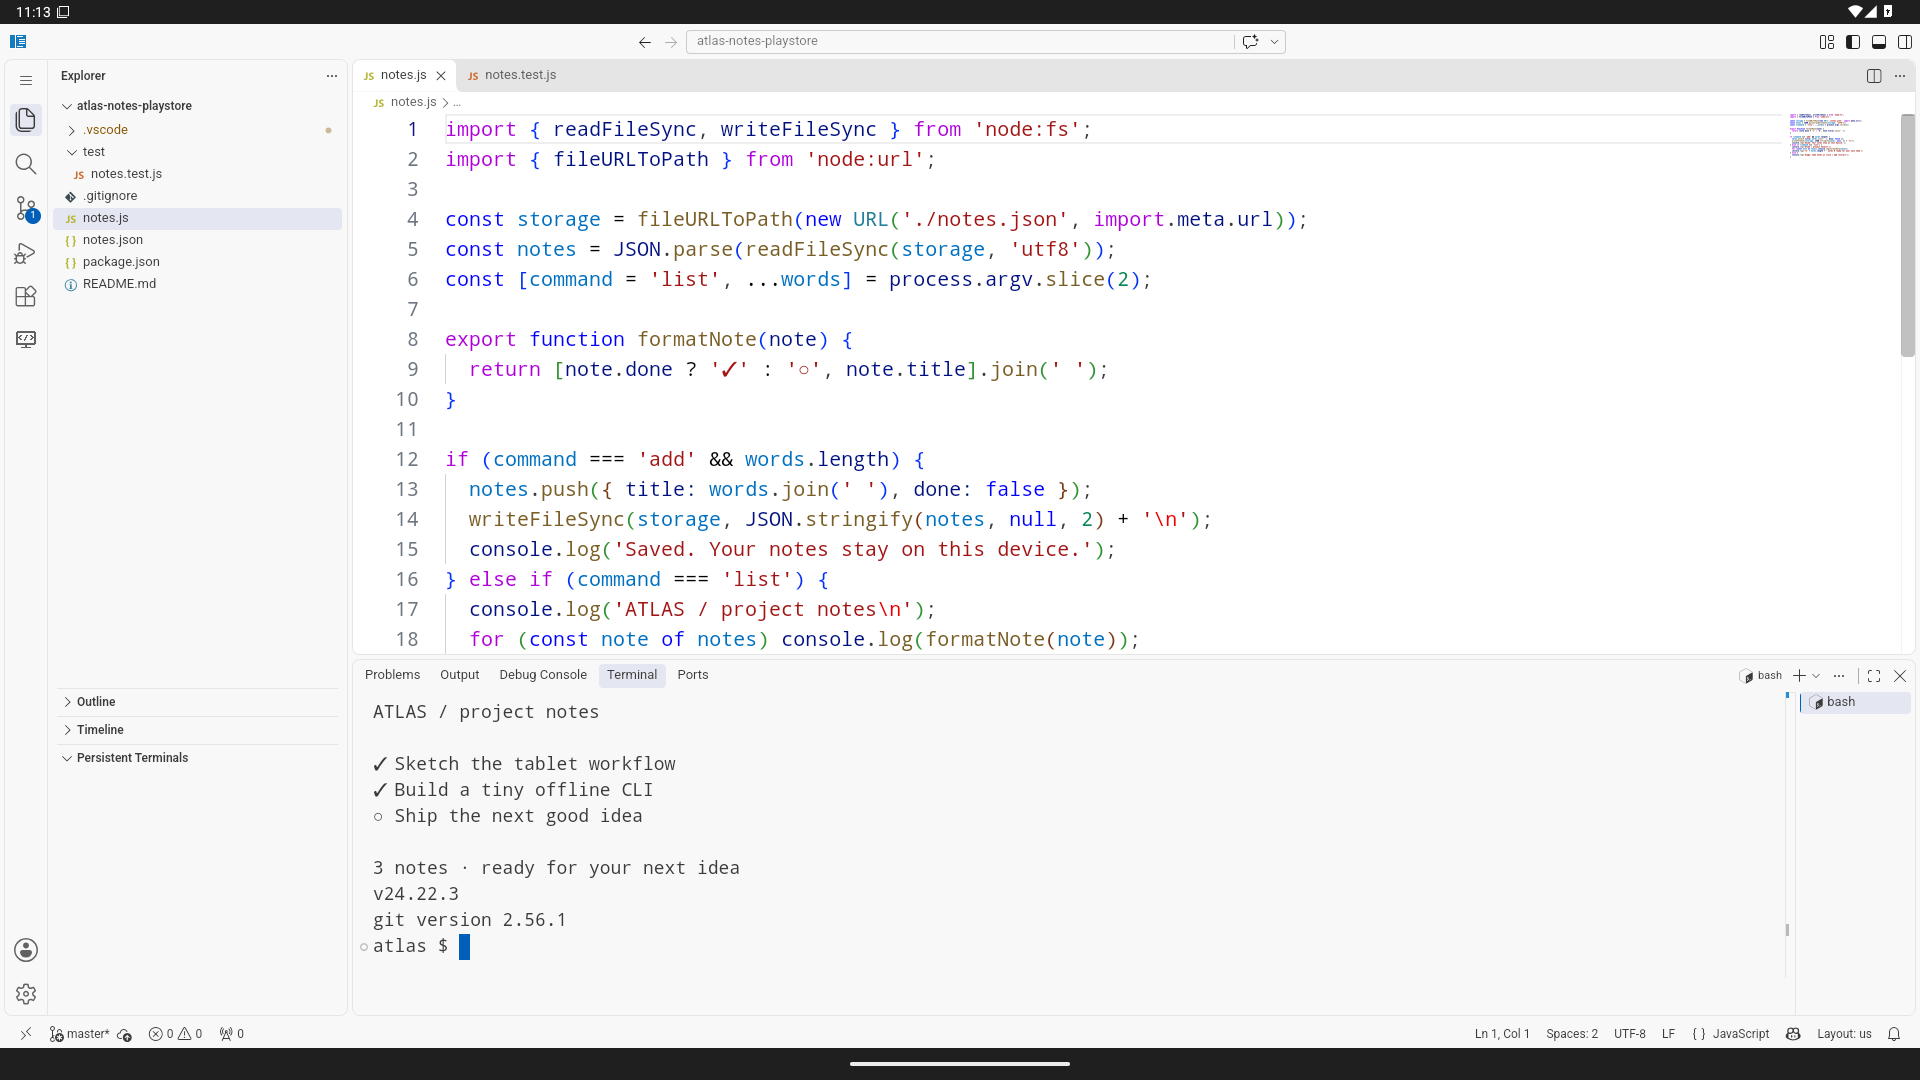 11:13
atlas-notes-playstore
Explorer
atlas-notes-playstore
.vscode
test
JS notes.test.js
.gitignore
JS notes.js
{} notes.json
{} package.json
README.md
Outline
Timeline
Persistent Terminals
1
JS notes.js
JS notes.test.js
JS notes.js > ...
1 import { readFileSync, writeFileSync } from 'node:fs';
2 import { fileURLToPath } from 'node:url';
3
4 const storage = fileURLToPath(new URL('./notes.json', import.meta.url));
5 const notes = JSON.parse(readFileSync(storage, 'utf8'));
6 const [command = 'list', ...words] = process.argv.slice(2);
7
8 export function formatNote(note) {
9 return [note.done ? '✓' : '○', note.title].join(' ');
10 }
11
12 if (command === 'add' && words.length) {
13 notes.push({ title: words.join(' '), done: false });
14 writeFileSync(storage, JSON.stringify(notes, null, 2) + '\n');
15 console.log('Saved. Your notes stay on this device.');
16 } else if (command === 'list') {
17 console.log('ATLAS / project notes\n');
18 for (const note of notes) console.log(formatNote(note));
Problems Output Debug Console Terminal Ports
bash
bash
ATLAS / project notes
✓ Sketch the tablet workflow
✓ Build a tiny offline CLI
○ Ship the next good idea
3 notes · ready for your next idea
v24.22.3
git version 2.56.1
atlas $
master* 0 0 0
Ln 1, Col 1 Spaces: 2 UTF-8 LF {} JavaScript Layout: us